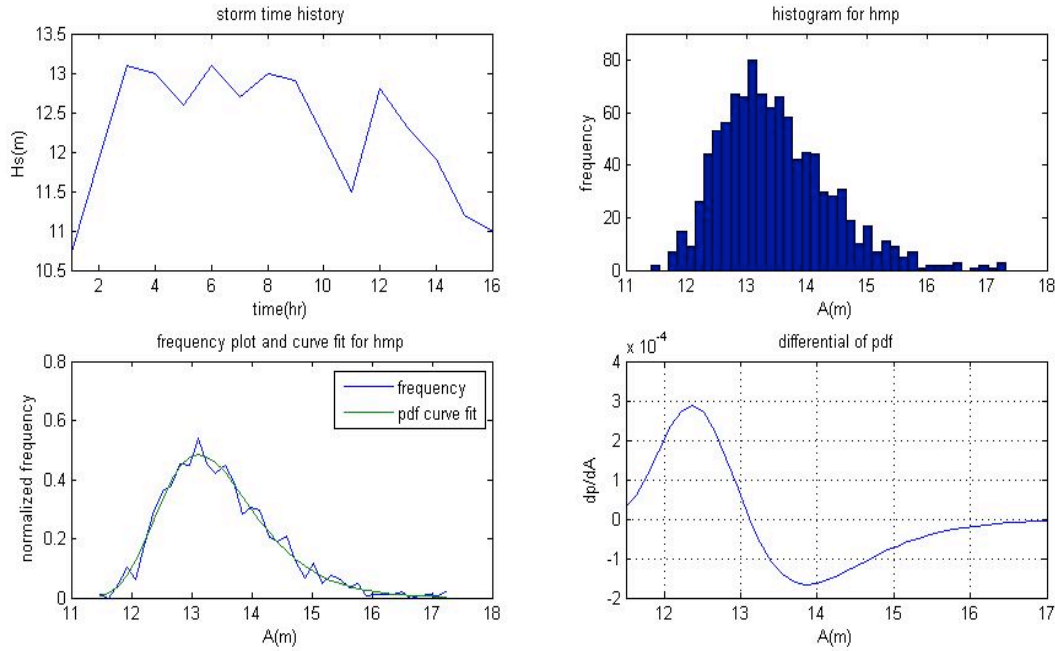 storm time history
13.5
13
12.5
12
11.5
11
10.5
Hs(m)
2 4 6 8 10 12 14 16
time(hr)
histogram for hmp
80
60
40
20
0
frequency
11 12 13 14 15 16 17 18
A(m)
frequency plot and curve fit for hmp
0.8
0.6
0.4
0.2
0
normalized frequency
frequency
pdf curve fit
11 12 13 14 15 16 17 18
A(m)
differential of pdf
x 10⁻⁴
4
3
2
1
0
-1
-2
dp/dA
12 13 14 15 16 17
A(m)